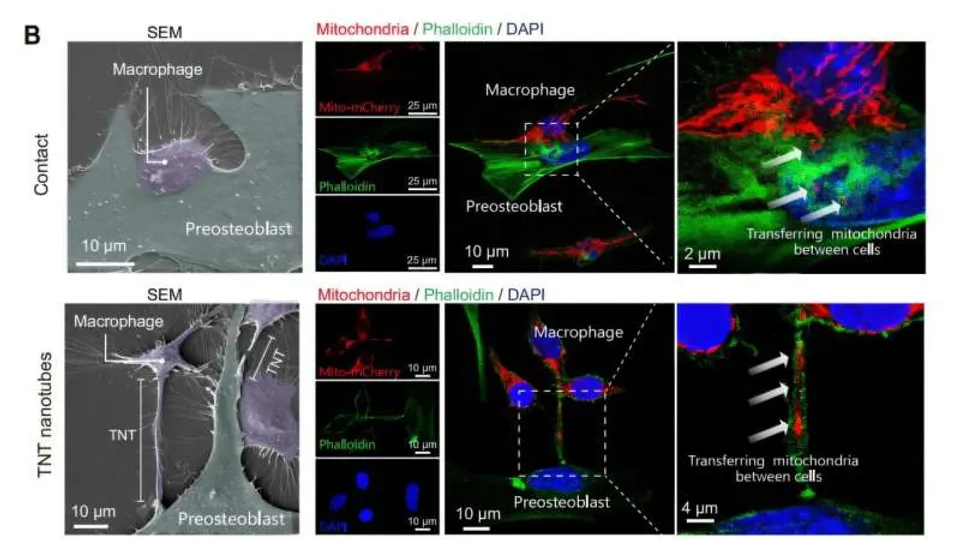 B
SEM
Mitochondria / Phalloidin / DAPI
Contact
Macrophage
Preosteoblast
10 μm
Mito-mCherry
25 μm
Phalloidin
25 μm
DAPI
25 μm
Macrophage
Preosteoblast
10 μm
Transferring mitochondria
between cells
2 μm
SEM
Mitochondria / Phalloidin / DAPI
TNT nanotubes
Macrophage
TNT
TNT
Preosteoblast
10 μm
Mito-mCherry
10 μm
Phalloidin
10 μm
DAPI
10 μm
Macrophage
Preosteoblast
10 μm
Transferring mitochondria
between cells
4 μm